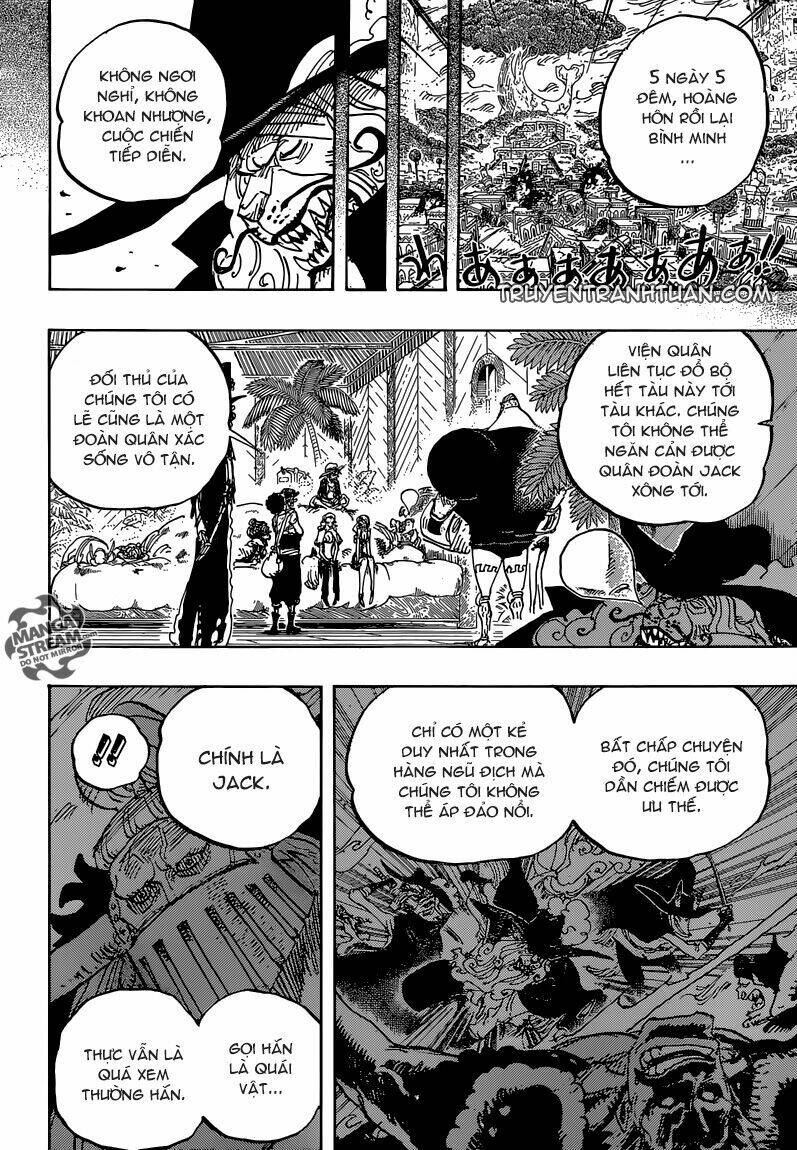 5 NGÀY 5
ĐÊM, HOÀNG
HÔN RỒI LẠI
BÌNH MINH
...
KHÔNG NGƠI
NGHỈ, KHÔNG
KHOAN NHƯỢNG,
CUỘC CHIẾN
TIẾP DIỄN.
TRUYENTRANHTUAN.COM
VIỆN QUÂN
LIÊN TỤC ĐỔ BỘ
HẾT TÀU NÀY TỚI
TÀU KHÁC. CHÚNG
TÔI KHÔNG THỂ
NGĂN CẢN ĐƯỢC
QUÂN ĐOÀN JACK
XÔNG TỚI.
ĐỐI THỦ CỦA
CHÚNG TÔI CÓ
LẼ CŨNG LÀ MỘT
ĐOÀN QUÂN XÁC
SỐNG VÔ TẬN.
MANGA
STREAM.com
DO NOT MIRROR
BẤT CHẤP CHUYỆN
ĐÓ, CHÚNG TÔI
DẦN CHIẾM ĐƯỢC
ƯU THẾ.
CHỈ CÓ MỘT KẺ
DUY NHẤT TRONG
HÀNG NGŨ ĐỊCH MÀ
CHÚNG TÔI KHÔNG
THỂ ÁP ĐẢO NỔI.
CHÍNH LÀ
JACK.
!!
GỌI HẮN
LÀ QUÁI
VẬT...
THỰC VẪN LÀ
QUÁ XEM
THƯỜNG HẮN.